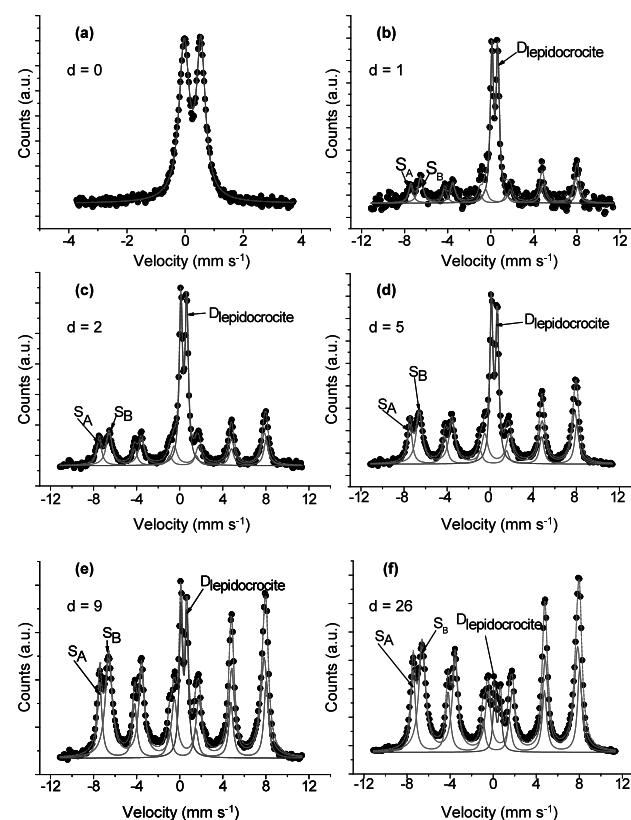 (a)
d = 0
Counts (a.u.)
-4 -2 0 2 4
Velocity (mm s-1)
(b)
d = 1
Dlepidocrocite
SA
SB
Counts (a.u.)
-12 -8 -4 0 4 8 12
Velocity (mm s-1)
(c)
d = 2
Dlepidocrocite
SA
SB
Counts (a.u.)
-12 -8 -4 0 4 8 12
Velocity (mm s-1)
(d)
d = 5
Dlepidocrocite
SB
SA
Counts (a.u.)
-12 -8 -4 0 4 8 12
Velocity (mm s-1)
(e)
d = 9
Dlepidocrocite
SB
SA
Counts (a.u.)
-12 -8 -4 0 4 8 12
Velocity (mm s-1)
(f)
d = 26
Dlepidocrocite
SB
SA
Counts (a.u.)
-12 -8 -4 0 4 8 12
Velocity (mm s-1)